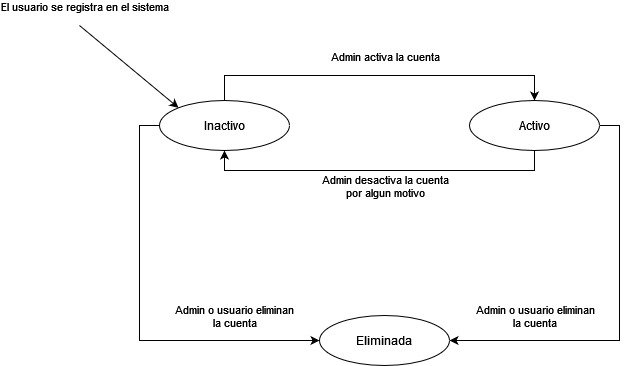 El usuario se registra en el sistema
Admin activa la cuenta
Inactivo
Activo
Admin desactiva la cuenta
por algun motivo
Admin o usuario eliminan
la cuenta
Admin o usuario eliminan
la cuenta
Eliminada